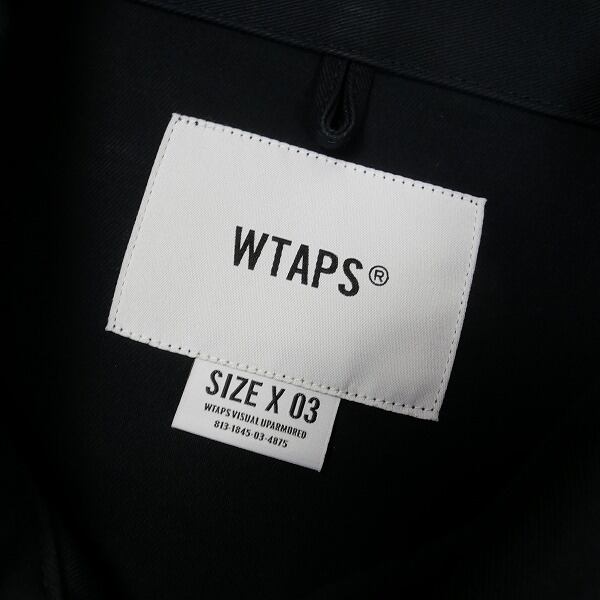 WTAPS®
SIZE X 03
WTAPS VISUAL UPARMORED
813-1845-03-4875